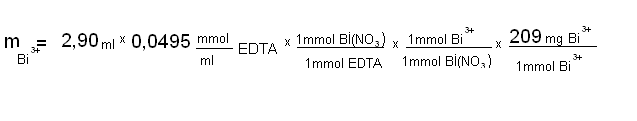 m Bi³⁺ = 2,90 ml x 0,0495 mmol/ml EDTA x 1mmol Bİ(NO₃)/1mmol EDTA x 1mmol Bi³⁺/1mmol Bİ(NO₃) x 209 mg Bi³⁺/1mmol Bi³⁺